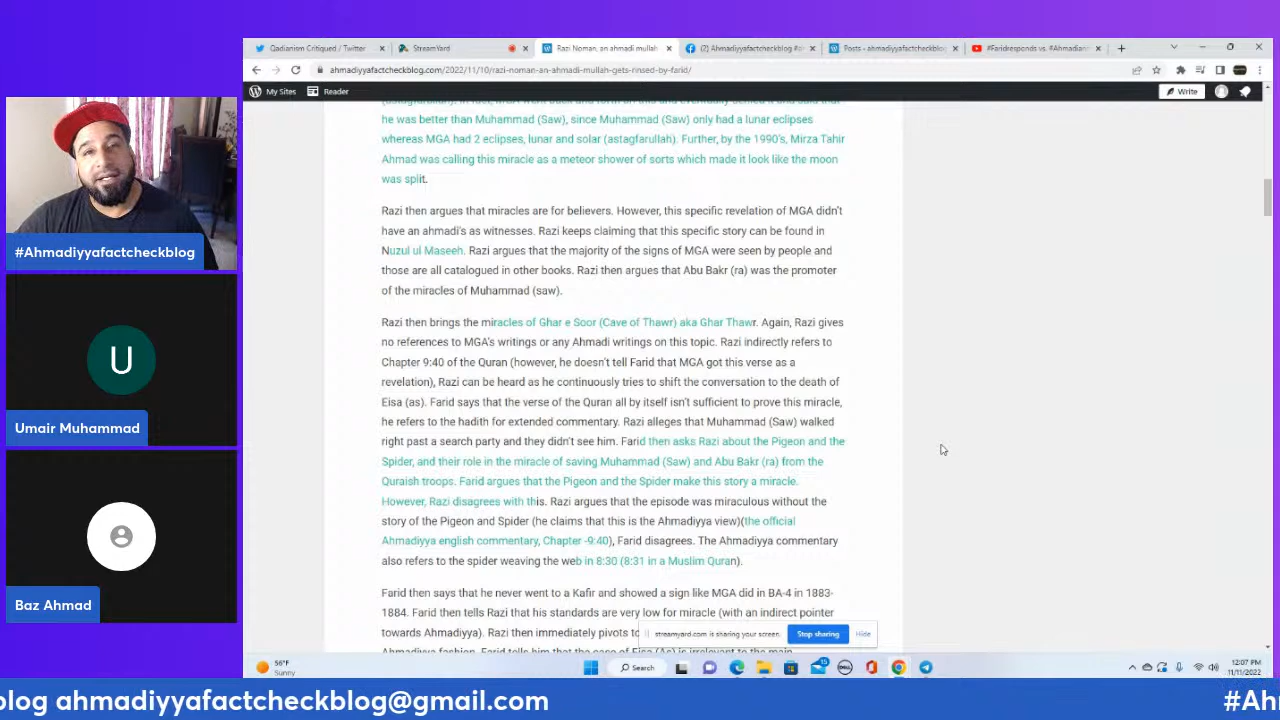 Qadianism Critiqued / Twitter
StreamYard
Razi Noman, an ahmadi mullah
(2) Ahmadiyyafactcheckblog #ah
Posts ‹ ahmadiyyafactcheckblog —
#Faridresponds vs. #Ahmadian
ahmadiyyafactcheckblog.com/2022/11/10/razi-noman-an-ahmadi-mullah-gets-rinsed-by-farid/
My Sites
Reader
Write
he was better than Muhammad (Saw), since Muhammad (Saw) only had a lunar eclipses
whereas MGA had 2 eclipses, lunar and solar (astagfarullah). Further, by the 1990's, Mirza Tahir
Ahmad was calling this miracle as a meteor shower of sorts which made it look like the moon
was split.
Razi then argues that miracles are for believers. However, this specific revelation of MGA didn't
have an ahmadi's as witnesses. Razi keeps claiming that this specific story can be found in
Nuzul ul Maseeh. Razi argues that the majority of the signs of MGA were seen by people and
those are all catalogued in other books. Razi then argues that Abu Bakr (ra) was the promoter
of the miracles of Muhammad (saw).
Razi then brings the miracles of Ghar e Soor (Cave of Thawr) aka Ghar Thawr. Again, Razi gives
no references to MGA's writings or any Ahmadi writings on this topic. Razi indirectly refers to
Chapter 9:40 of the Quran (however, he doesn't tell Farid that MGA got this verse as a
revelation), Razi can be heard as he continuously tries to shift the conversation to the death of
Eisa (as). Farid says that the verse of the Quran all by itself isn't sufficient to prove this miracle,
he refers to the hadith for extended commentary. Razi alleges that Muhammad (Saw) walked
right past a search party and they didn't see him. Farid then asks Razi about the Pigeon and the
Spider, and their role in the miracle of saving Muhammad (Saw) and Abu Bakr (ra) from the
Quraish troops. Farid argues that the Pigeon and the Spider make this story a miracle.
However, Razi disagrees with this. Razi argues that the episode was miraculous without the
story of the Pigeon and Spider (he claims that this is the Ahmadiyya view)(the official
Ahmadiyya english commentary, Chapter -9:40), Farid disagrees. The Ahmadiyya commentary
also refers to the spider weaving the web in 8:30 (8:31 in a Muslim Quran).
Farid then says that he never went to a Kafir and showed a sign like MGA did in BA-4 in 1883-
1884. Farid then tells Razi that his standards are very low for miracle (with an indirect pointer
towards Ahmadiyya). Razi then immediately pivots to
streamyard.com is sharing your screen.
Stop sharing
Hide
#Ahmadiyyafactcheckblog
U
Umair Muhammad
Baz Ahmad
56°F
Sunny
Search
12:07 PM
11/11/2022
blog ahmadiyyafactcheckblog@gmail.com
#Ah